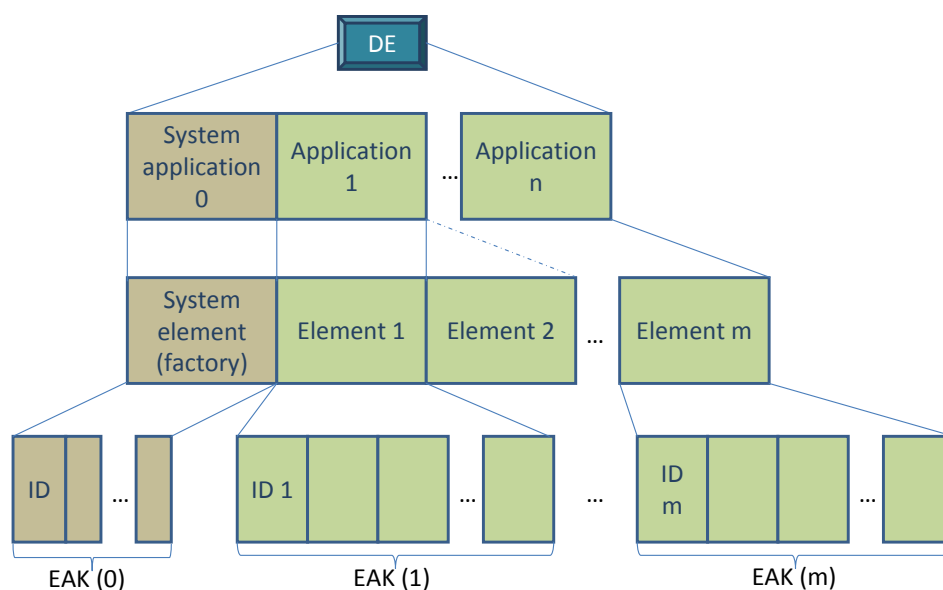 DE
System
application
0
Application
1
...
Application
n
System
element
(factory)
Element 1
Element 2
...
Element m
ID
...
ID 1
...
...
ID
m
...
EAK (0)
EAK (1)
EAK (m)